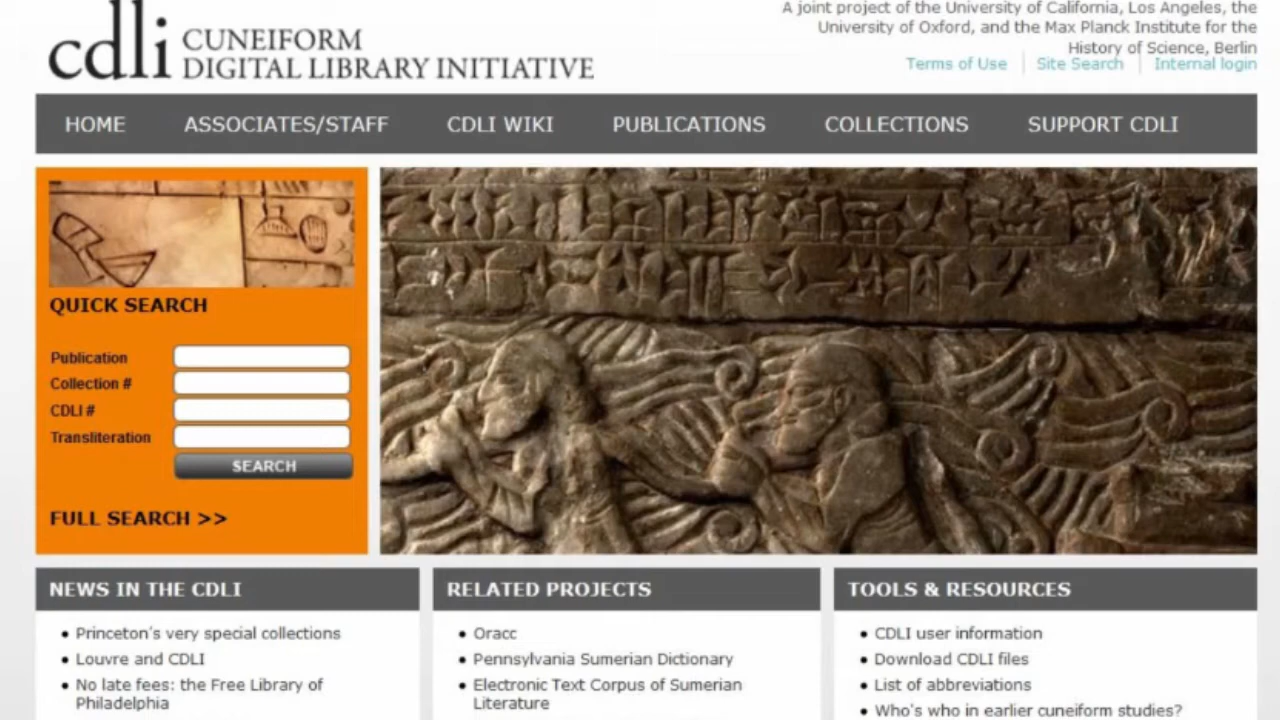 A joint project of the University of California, Los Angeles, the
University of Oxford, and the Max Planck Institute for the
History of Science, Berlin
cdli CUNEIFORM
DIGITAL LIBRARY INITIATIVE
Terms of Use
Site Search
Internal login
HOME
ASSOCIATES/STAFF
CDLI WIKI
PUBLICATIONS
COLLECTIONS
SUPPORT CDLI
QUICK SEARCH
Publication
Collection #
CDLI #
Transliteration
SEARCH
FULL SEARCH >>
NEWS IN THE CDLI
Princeton's very special collections
Louvre and CDLI
No late fees: the Free Library of
Philadelphia
RELATED PROJECTS
Oracc
Pennsylvania Sumerian Dictionary
Electronic Text Corpus of Sumerian
Literature
TOOLS & RESOURCES
CDLI user information
Download CDLI files
List of abbreviations
Who's who in earlier cuneiform studies?